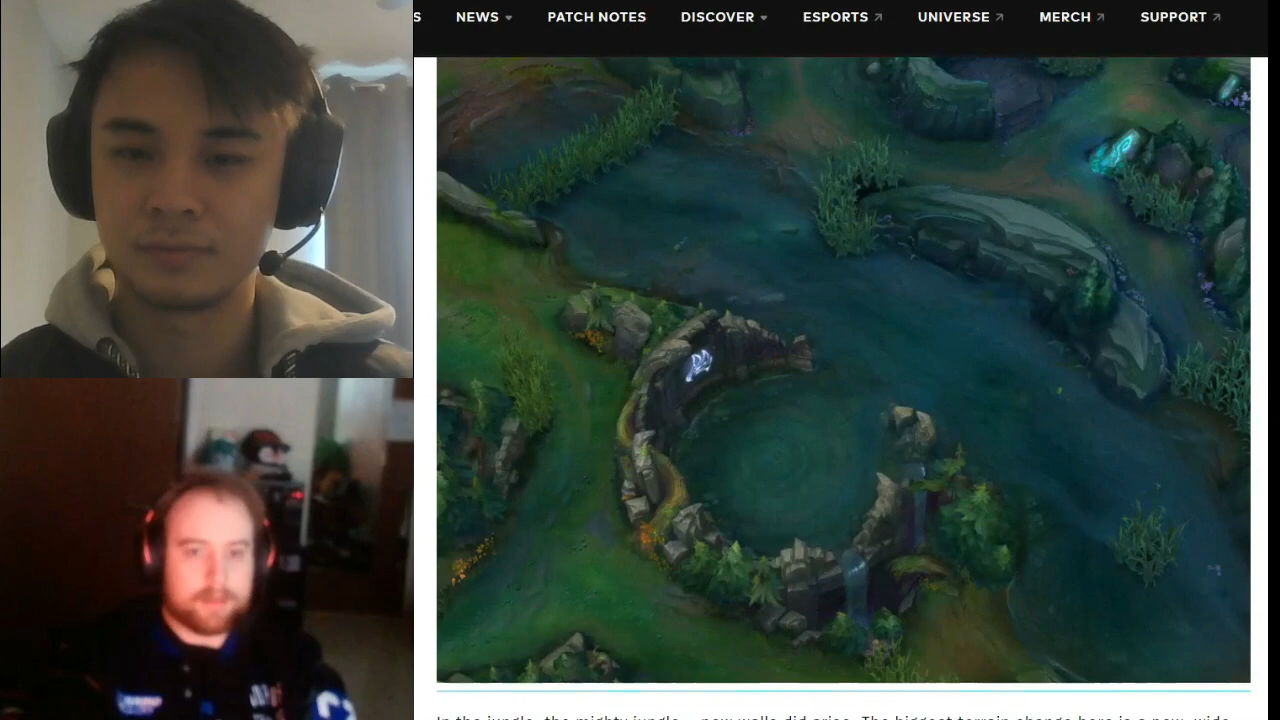 S NEWS PATCH NOTES DISCOVER ESPORTS UNIVERSE MERCH SUPPORT
In the jungle, the mighty jungle… new walls did arise. The biggest terrain change here is a new, wide